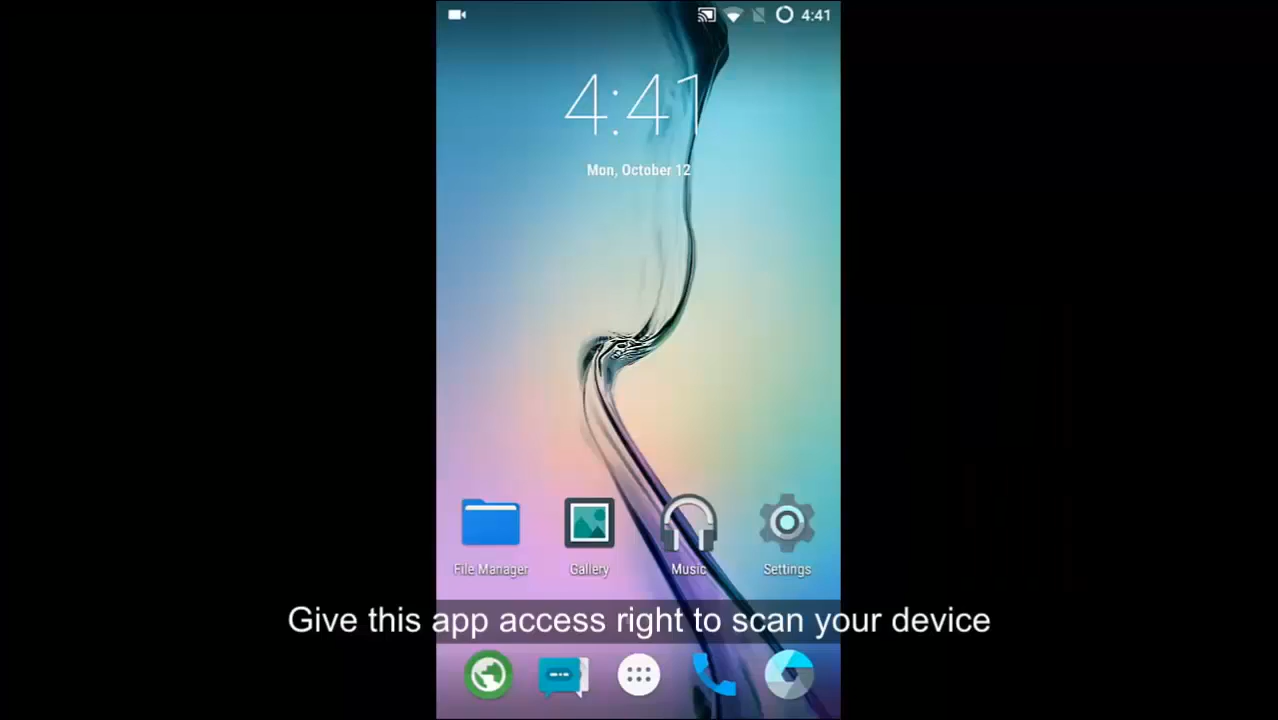 4:41
4:41
Mon, October 12
File Manager Gallery Music Settings
Give this app access right to scan your device